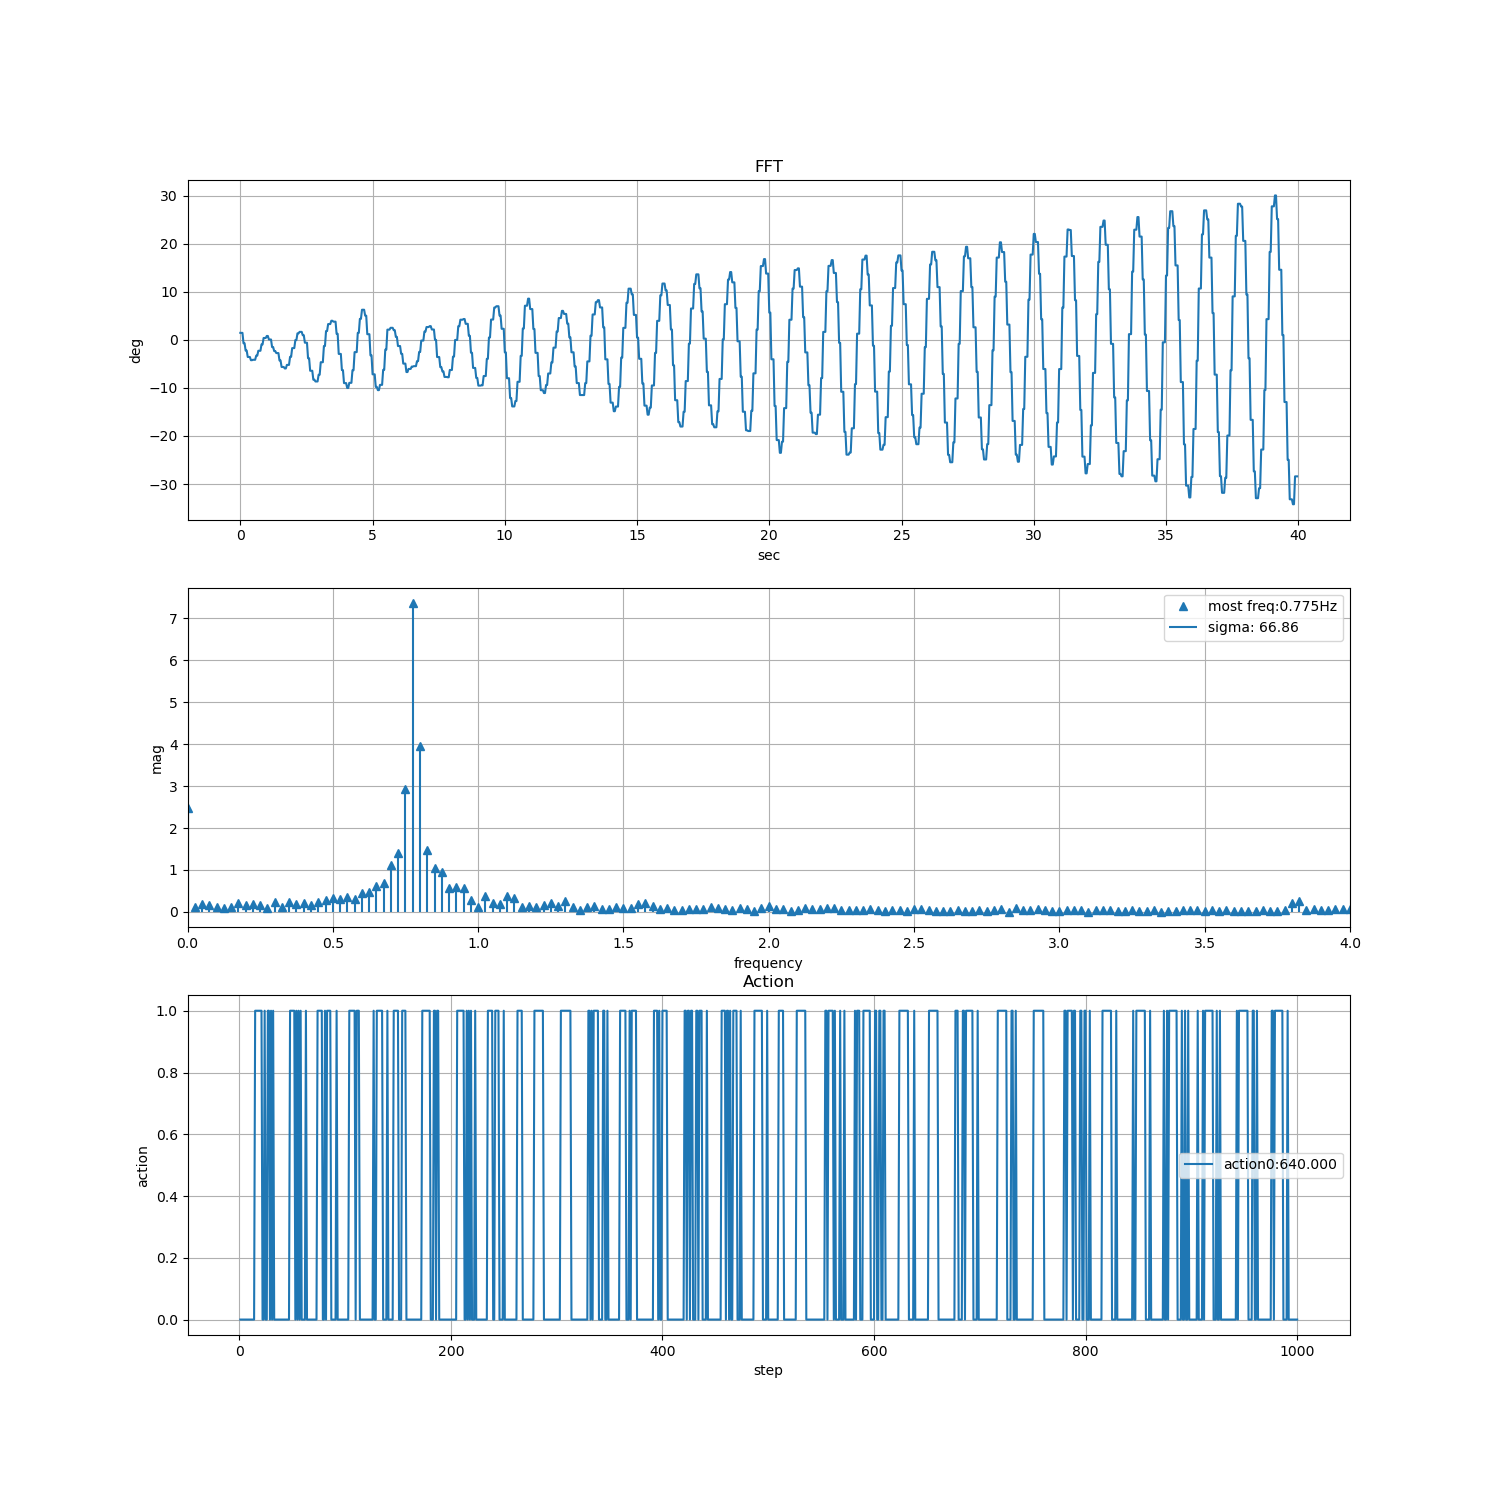 FFT
30
20
10
0
−10
−20
−30
deg
0 5 10 15 20 25 30 35 40
sec
7
6
5
4
3
2
1
0
mag
most freq:0.775Hz
sigma: 66.86
0.0 0.5 1.0 1.5 2.0 2.5 3.0 3.5 4.0
frequency
Action
1.0
0.8
0.6
0.4
0.2
0.0
action
action0:640.000
0 200 400 600 800 1000
step